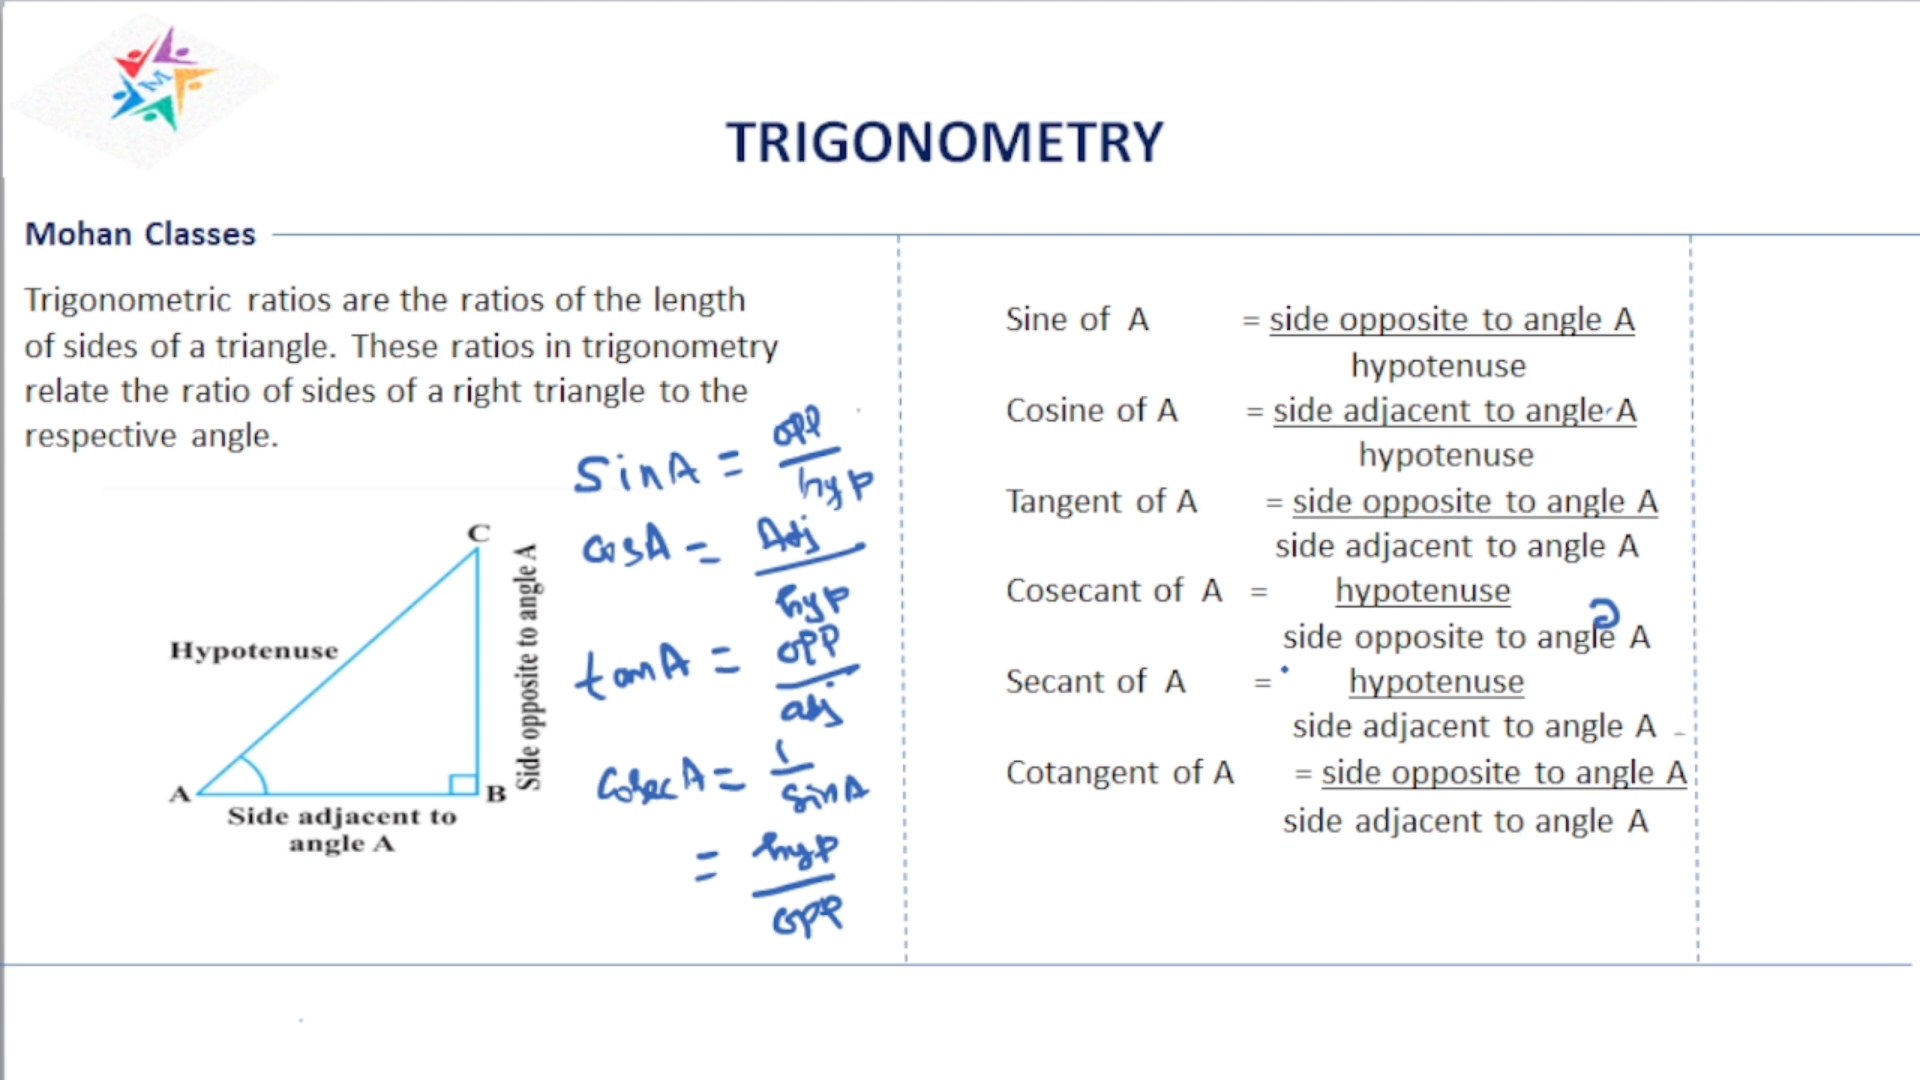 M
TRIGONOMETRY
Mohan Classes
Trigonometric ratios are the ratios of the length
of sides of a triangle. These ratios in trigonometry
relate the ratio of sides of a right triangle to the
respective angle.
C
Hypotenuse
Side opposite to angle A
A
B
Side adjacent to
angle A
sinA = opp
hyp
cosA = Adj
hyp
tanA = opp
adj
cosecA = 1
sinA
= hyp
opp
Sine of A = side opposite to angle A
hypotenuse
Cosine of A = side adjacent to angle A
hypotenuse
Tangent of A = side opposite to angle A
side adjacent to angle A
Cosecant of A = hypotenuse
side opposite to angle A
Secant of A = hypotenuse
side adjacent to angle A
Cotangent of A = side opposite to angle A
side adjacent to angle A